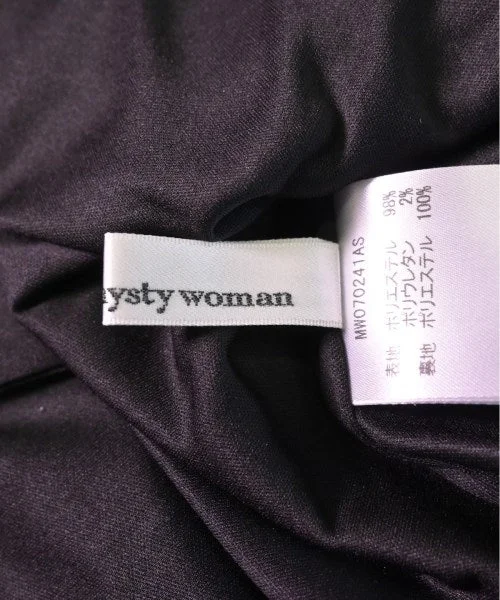 mysty woman
MW070241AS
表地 ポリエステル 98%
ポリウレタン 2%
裏地 ポリエステル 100%